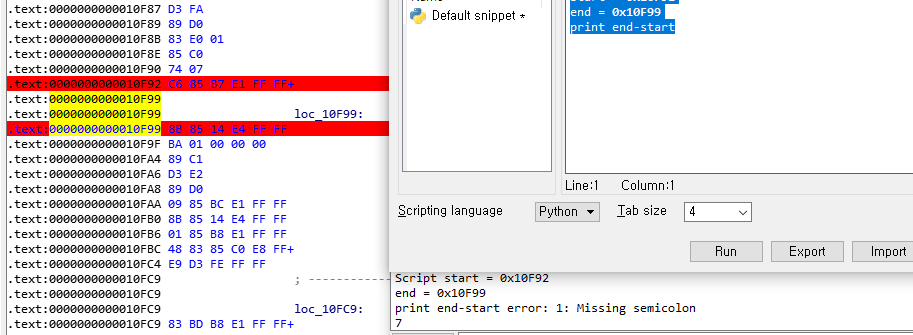 .text:0000000000010F87 D3 FA
.text:0000000000010F89 89 D0
.text:0000000000010F8B 83 E0 01
.text:0000000000010F8E 85 C0
.text:0000000000010F90 74 07
.text:0000000000010F92 C6 85 B7 E1 FF FF+
.text:0000000000010F99
.text:0000000000010F99 loc_10F99:
.text:0000000000010F99 8B 85 14 E4 FF FF
.text:0000000000010F9F BA 01 00 00 00
.text:0000000000010FA4 89 C1
.text:0000000000010FA6 D3 E2
.text:0000000000010FA8 89 D0
.text:0000000000010FAA 09 85 BC E1 FF FF
.text:0000000000010FB0 8B 85 14 E4 FF FF
.text:0000000000010FB6 01 85 B8 E1 FF FF
.text:0000000000010FBC 48 83 85 C0 E8 FF+
.text:0000000000010FC4 E9 D3 FE FF FF
.text:0000000000010FC9 ; -------------
.text:0000000000010FC9
.text:0000000000010FC9 loc_10FC9:
.text:0000000000010FC9 83 BD B8 E1 FF FF+
Default snippet *
end = 0x10F99
print end-start
Line:1 Column:1
Scripting language Python Tab size 4
Run Export Import
Script start = 0x10F92
end = 0x10F99
print end-start error: 1: Missing semicolon
7